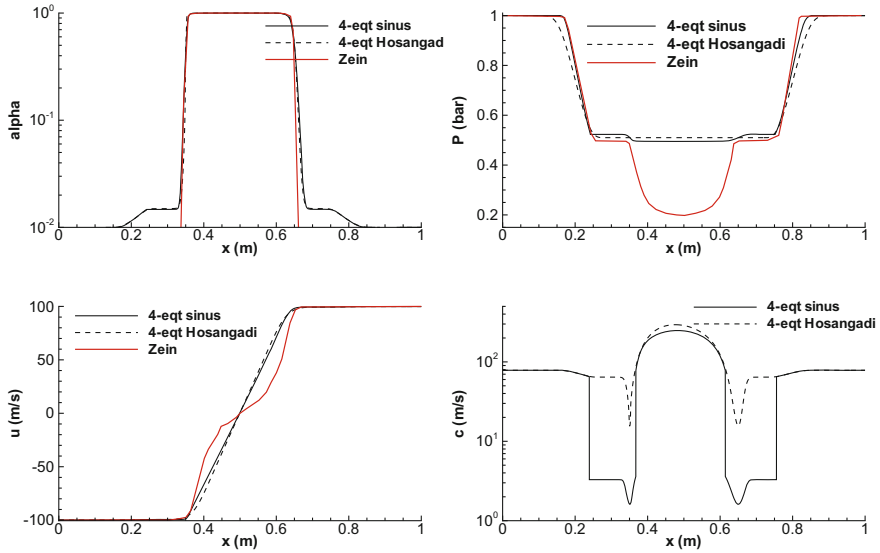 4-eqt sinus
4-eqt Hosangad
Zein
alpha
10^0
10^-1
10^-2
0 0.2 0.4 0.6 0.8 1
x (m)
4-eqt sinus
4-eqt Hosangadi
Zein
P (bar)
1
0.8
0.6
0.4
0.2
0 0.2 0.4 0.6 0.8 1
x (m)
4-eqt sinus
4-eqt Hosangadi
Zein
u (m/s)
100
50
0
-50
-100
0 0.2 0.4 0.6 0.8 1
x (m)
4-eqt sinus
4-eqt Hosangadi
c (m/s)
10^2
10^1
10^0
0 0.2 0.4 0.6 0.8 1
x (m)